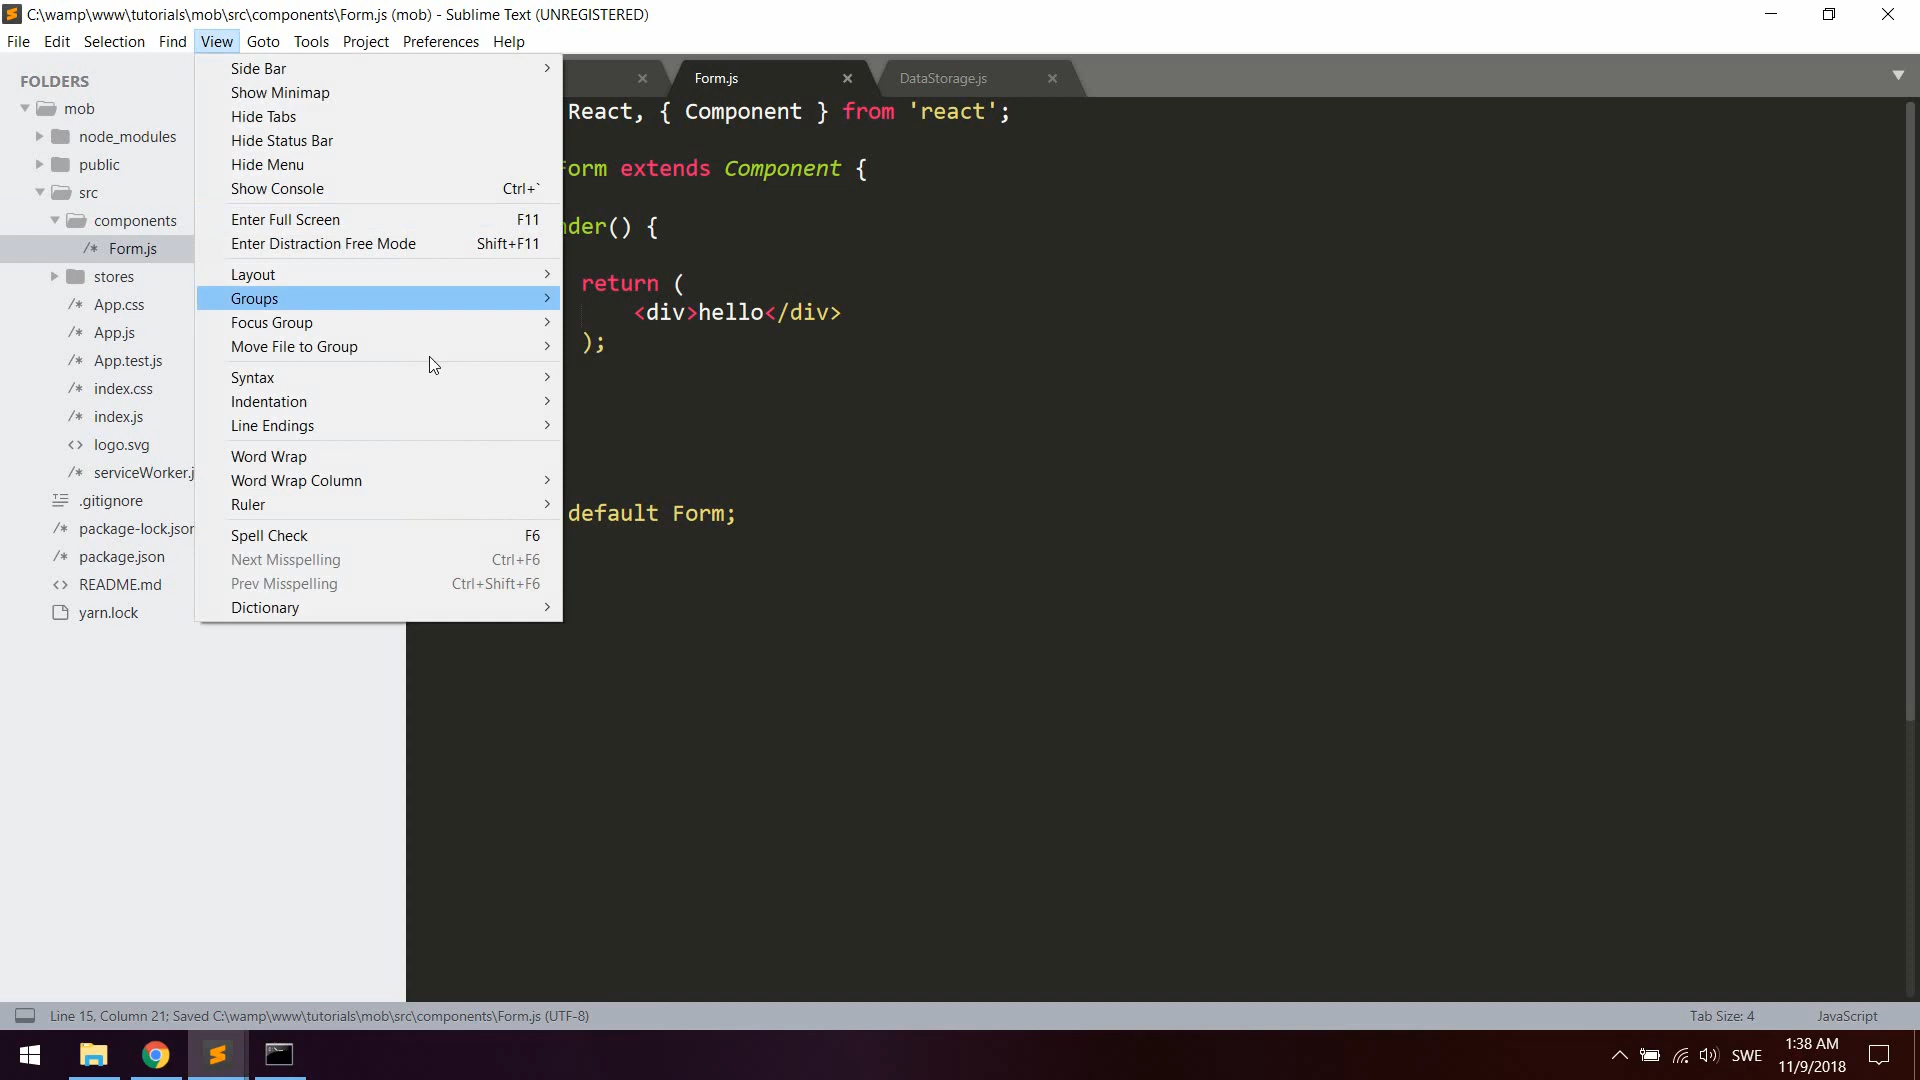 C:\wamp\www\tutorials\mob\src\components\Form.js (mob) - Sublime Text (UNREGISTERED)
File Edit Selection Find View Goto Tools Project Preferences Help
FOLDERS
mob
node_modules
public
src
components
/* Form.js
stores
/* App.css
/* App.js
/* App.test.js
/* index.css
/* index.js
<> logo.svg
/* serviceWorker.j
.gitignore
/* package-lock.json
/* package.json
<> README.md
yarn.lock
Side Bar
Show Minimap
Hide Tabs
Hide Status Bar
Hide Menu
Show Console Ctrl+`
Enter Full Screen F11
Enter Distraction Free Mode Shift+F11
Layout
Groups
Focus Group
Move File to Group
Syntax
Indentation
Line Endings
Word Wrap
Word Wrap Column
Ruler
Spell Check F6
Next Misspelling Ctrl+F6
Prev Misspelling Ctrl+Shift+F6
Dictionary
Form.js DataStorage.js
React, { Component } from 'react';
Form extends Component {
nder() {
return (
<div>hello</div>
);
default Form;
Line 15, Column 21; Saved C:\wamp\www\tutorials\mob\src\components\Form.js (UTF-8) Tab Size: 4 JavaScript
SWE
1:38 AM
11/9/2018